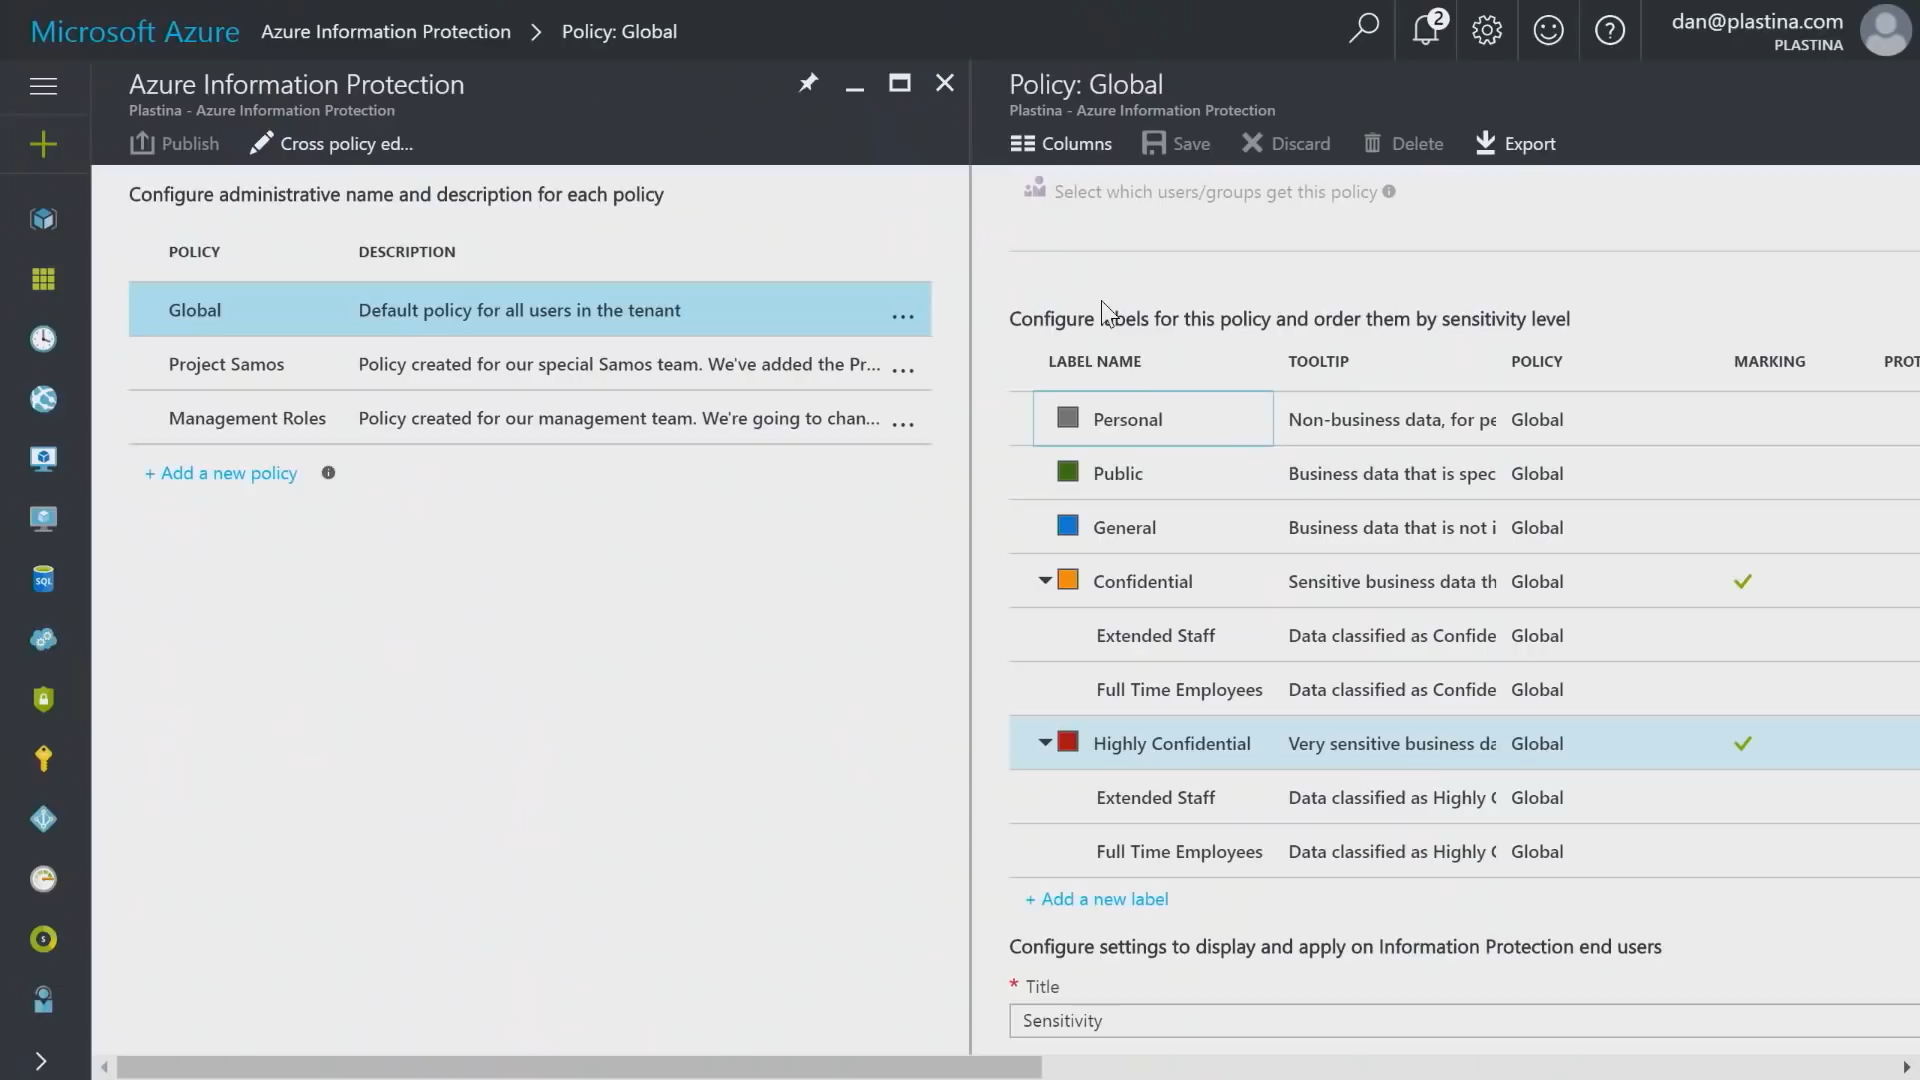 Microsoft Azure Azure Information Protection > Policy: Global
2
dan@plastina.com
PLASTINA
Azure Information Protection
Plastina - Azure Information Protection
Publish Cross policy ed...
Configure administrative name and description for each policy
POLICY DESCRIPTION
Global Default policy for all users in the tenant ...
Project Samos Policy created for our special Samos team. We've added the Pr... ...
Management Roles Policy created for our management team. We're going to chan... ...
+ Add a new policy
SQL
Policy: Global
Plastina - Azure Information Protection
Columns Save Discard Delete Export
Select which users/groups get this policy
Configure labels for this policy and order them by sensitivity level
LABEL NAME TOOLTIP POLICY MARKING PROT
Personal Non-business data, for pe Global
Public Business data that is spec Global
General Business data that is not i Global
Confidential Sensitive business data th Global
Extended Staff Data classified as Confide Global
Full Time Employees Data classified as Confide Global
Highly Confidential Very sensitive business da Global
Extended Staff Data classified as Highly C Global
Full Time Employees Data classified as Highly C Global
+ Add a new label
Configure settings to display and apply on Information Protection end users
* Title
Sensitivity